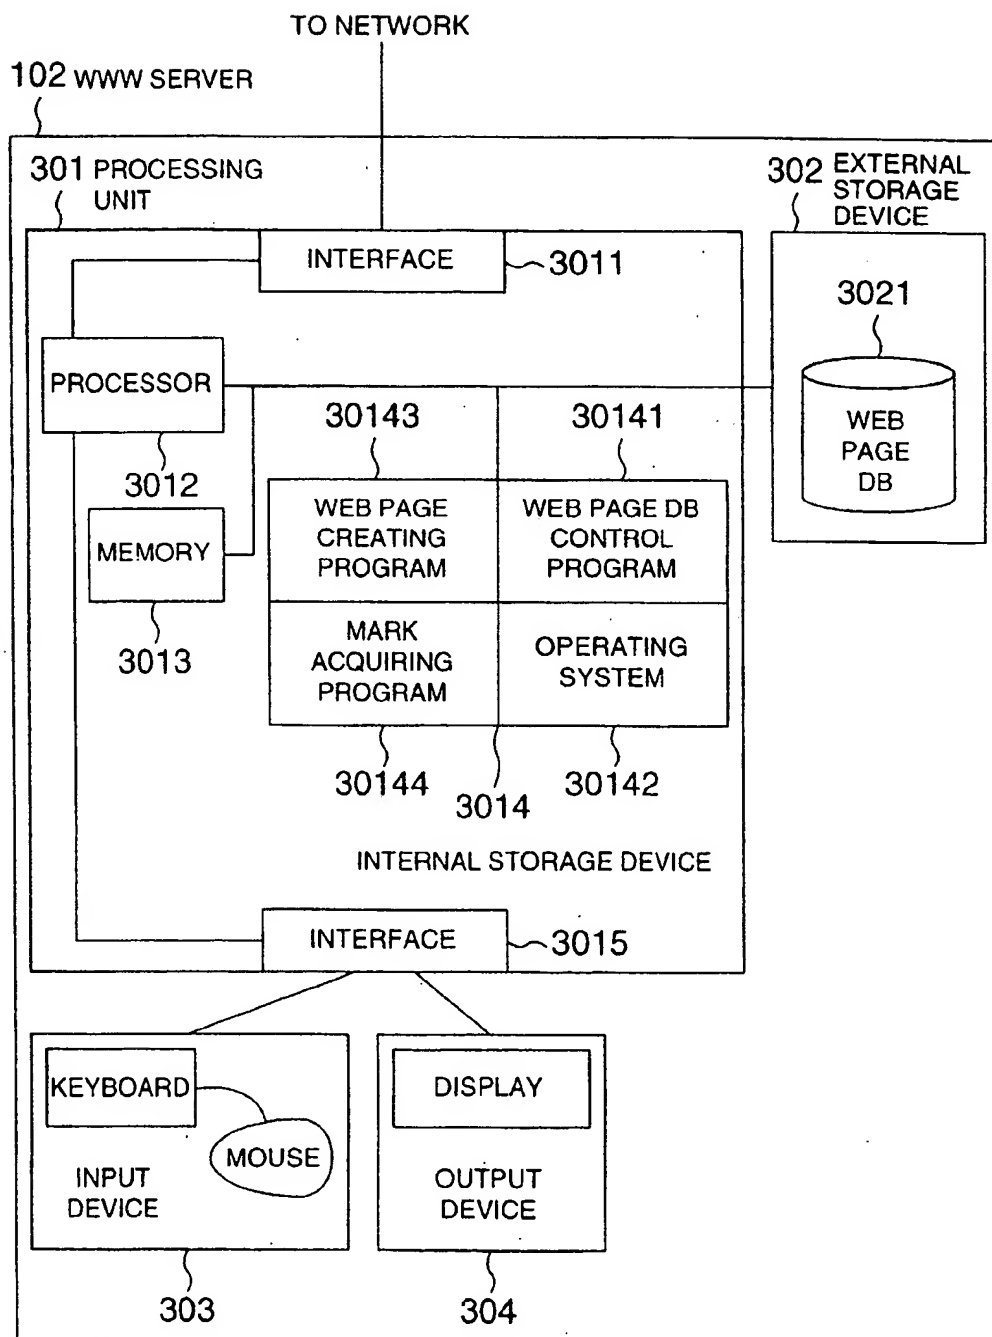 TO NETWORK
102 WWW SERVER
301 PROCESSING
UNIT
302 EXTERNAL
STORAGE
DEVICE
INTERFACE
3011
3021
PROCESSOR
3012
WEB
PAGE
DB
30143
30141
WEB PAGE
CREATING
PROGRAM
WEB PAGE DB
CONTROL
PROGRAM
MEMORY
3013
MARK
ACQUIRING
PROGRAM
OPERATING
SYSTEM
30144
3014
30142
INTERNAL STORAGE DEVICE
INTERFACE
3015
KEYBOARD
MOUSE
INPUT
DEVICE
DISPLAY
OUTPUT
DEVICE
303
304